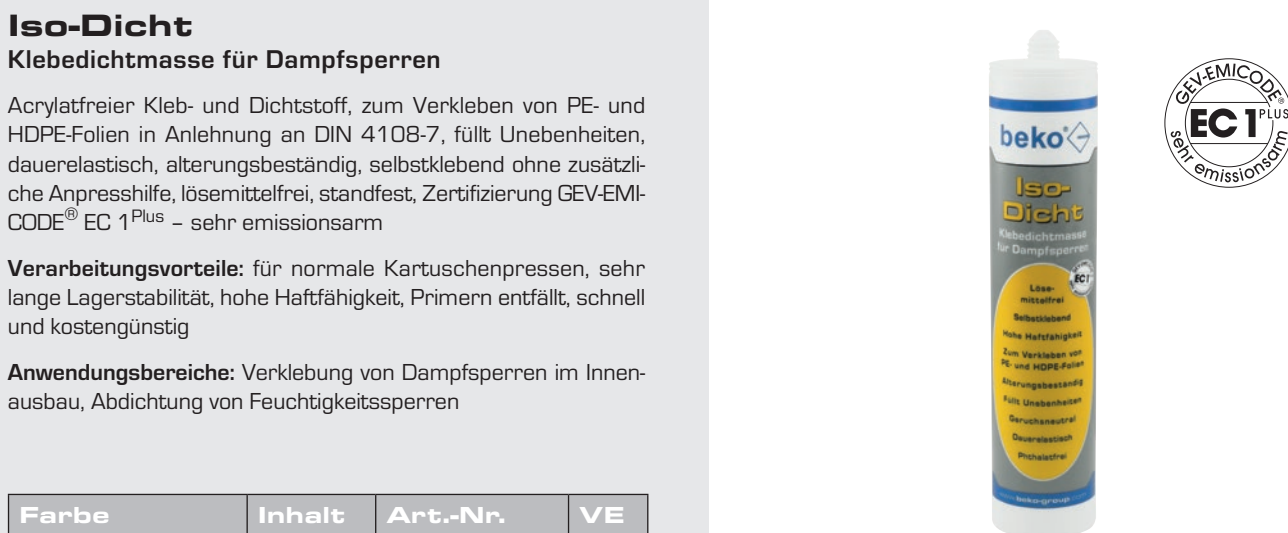 Iso-Dicht
Klebedichtmasse für Dampfsperren
Acrylatfreier Kleb- und Dichtstoff, zum Verkleben von PE- und
HDPE-Folien in Anlehnung an DIN 4108-7, füllt Unebenheiten,
dauerelastisch, alterungsbeständig, selbstklebend ohne zusätzli-
che Anpresshilfe, lösemittelfrei, standfest, Zertifizierung GEV-EMI-
CODE® EC 1Plus – sehr emissionsarm
Verarbeitungsvorteile: für normale Kartuschenpressen, sehr
lange Lagerstabilität, hohe Haftfähigkeit, Primern entfällt, schnell
und kostengünstig
Anwendungsbereiche: Verklebung von Dampfsperren im Innen-
ausbau, Abdichtung von Feuchtigkeitssperren
Farbe Inhalt Art.-Nr. VE
beko®
Iso-
Dicht
Klebedichtmasse
für Dampfsperren
EC1
Löse-
mittelfrei
Selbstklebend
Hohe Haftfähigkeit
Zum Verkleben von
PE- und HDPE-Folien
Alterungsbeständig
Füllt Unebenheiten
Geruchsneutral
Dauerelastisch
Phthalatfrei
beko-group
GEV-EMICODE®
EC 1 PLUS
sehr emissionsarm